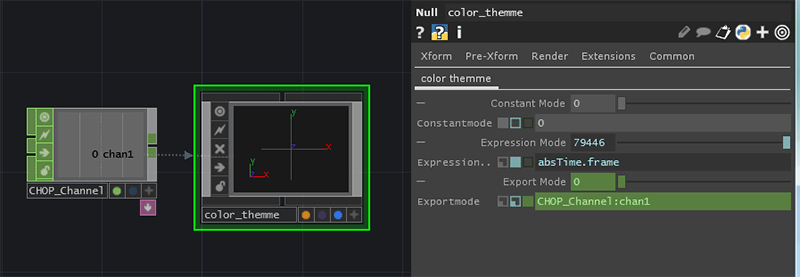 Null color_themme
? ? i
Xform Pre-Xform Render Extensions Common
color themme
Constant Mode 0
Constantmode 0
Expression Mode 79446
Expression.. absTime.frame
Export Mode 0
Exportmode CHOP_Channel:chan1
0 chan1
CHOP_Channel
y
x
z
y
x
z
color_themme